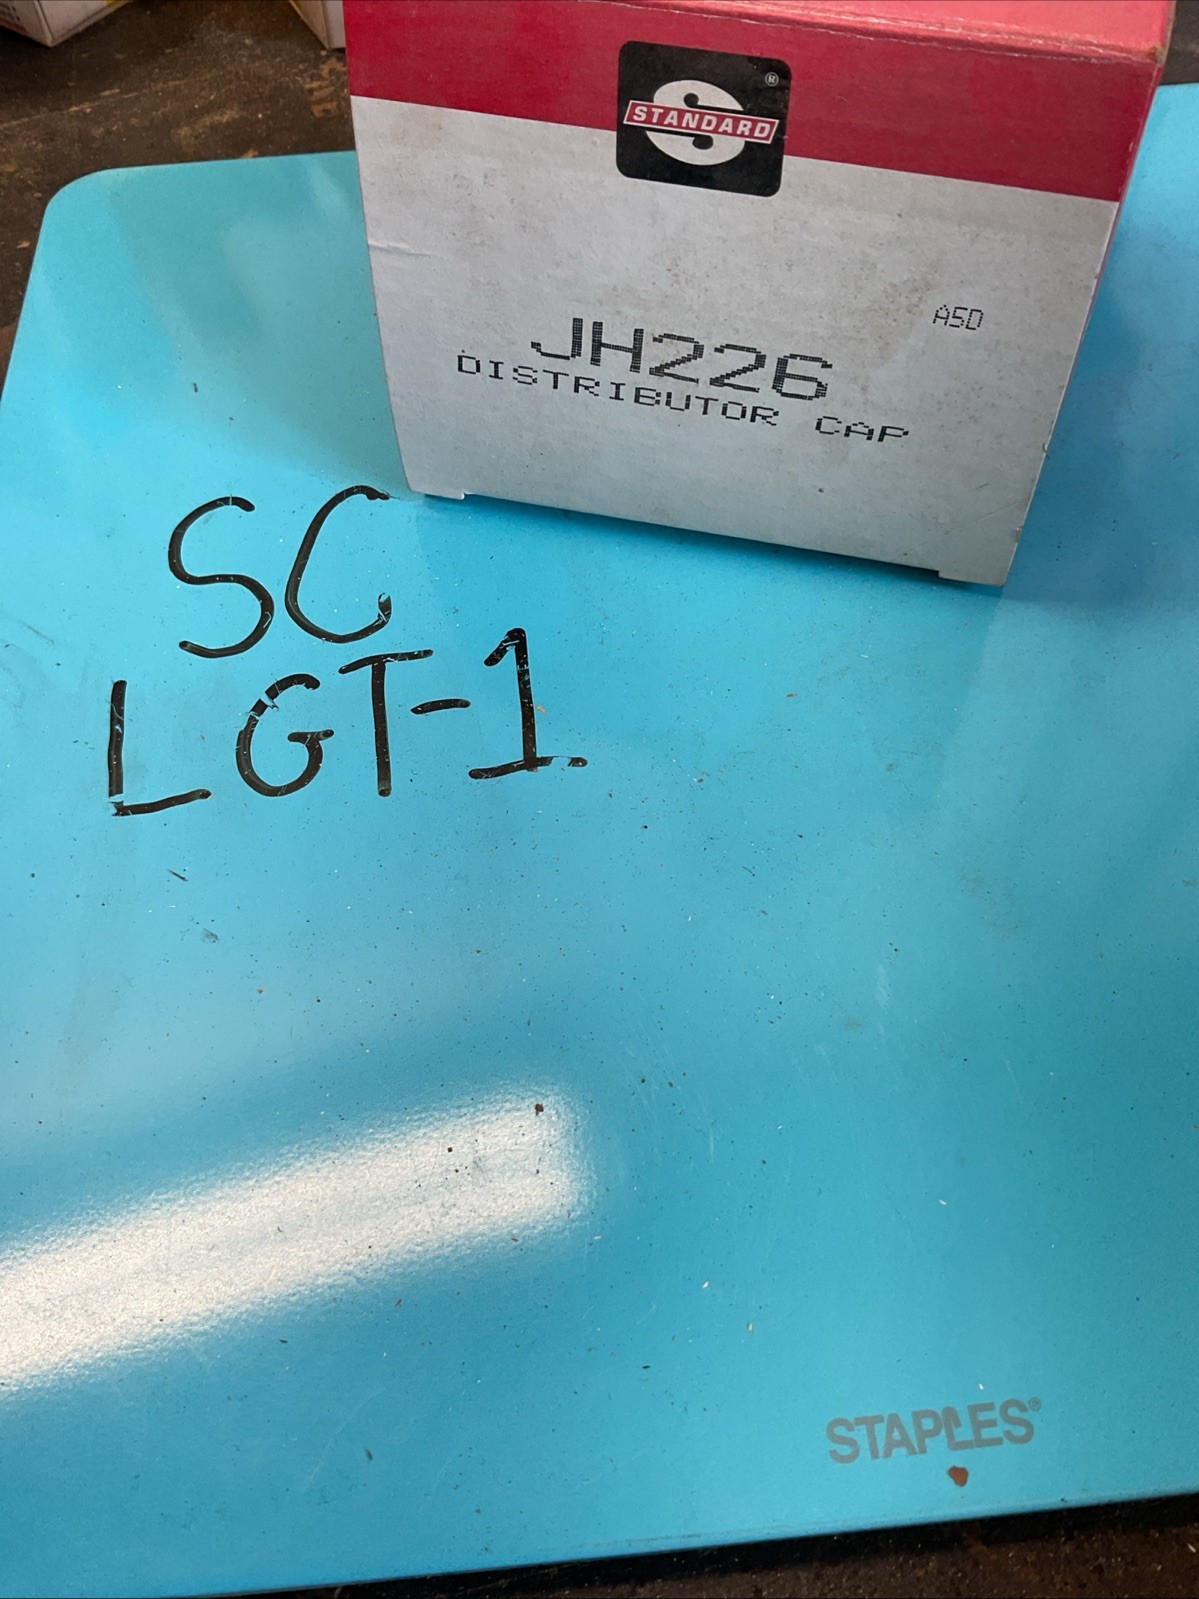 STANDARD®
A5D
JH226
DISTRIBUTOR CAP
SC
LGT-1
STAPLES®